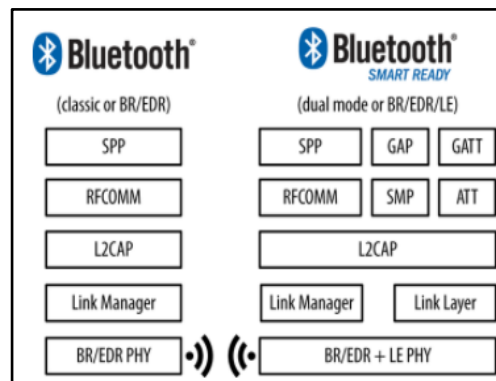 Bluetooth®
(classic or BR/EDR)
SPP
RFCOMM
L2CAP
Link Manager
BR/EDR PHY
Bluetooth®
SMART READY
(dual mode or BR/EDR/LE)
SPP GAP GATT
RFCOMM SMP ATT
L2CAP
Link Manager Link Layer
BR/EDR + LE PHY